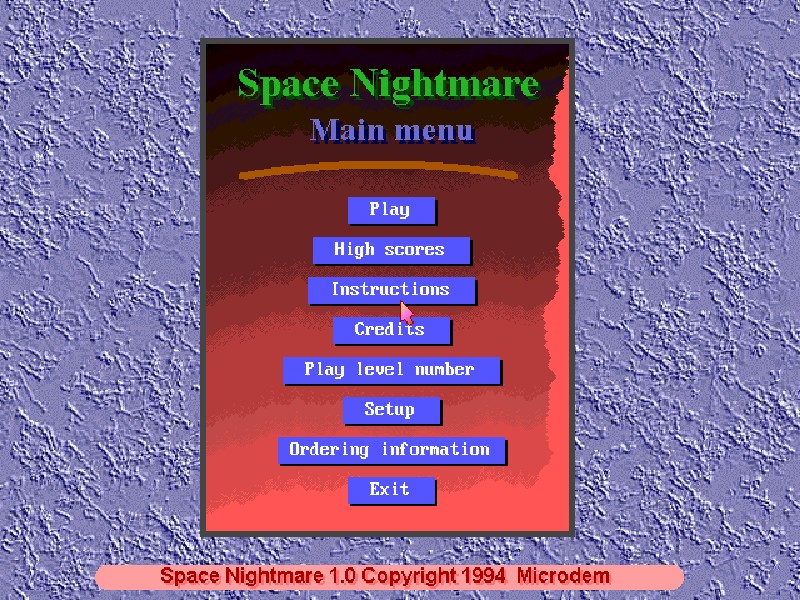 Space Nightmare
Main menu
Play
High scores
Instructions
Credits
Play level number
Setup
Ordering information
Exit
Space Nightmare 1.0 Copyright 1994 Microdem